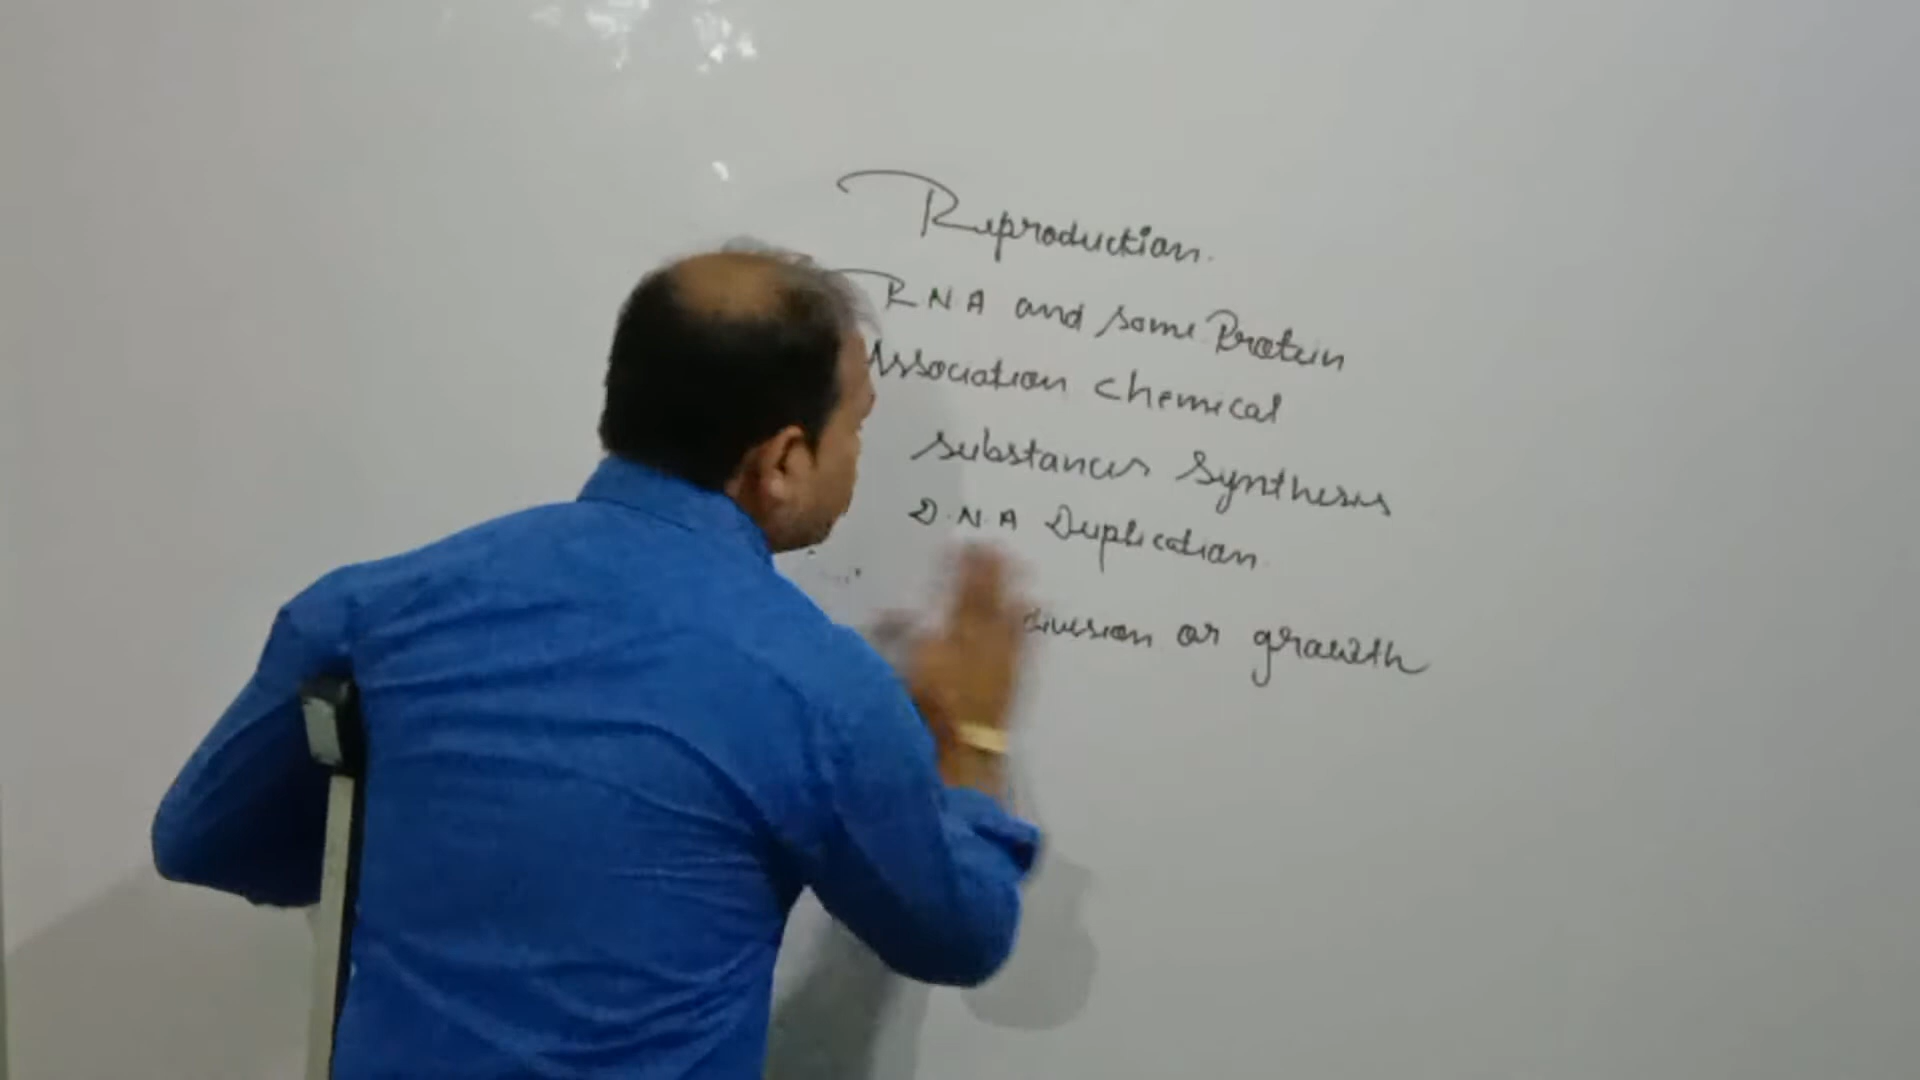 Reproduction.
R.N.A and some Protein
Association chemical
substances synthesis
D.N.A Duplication.
division or growth